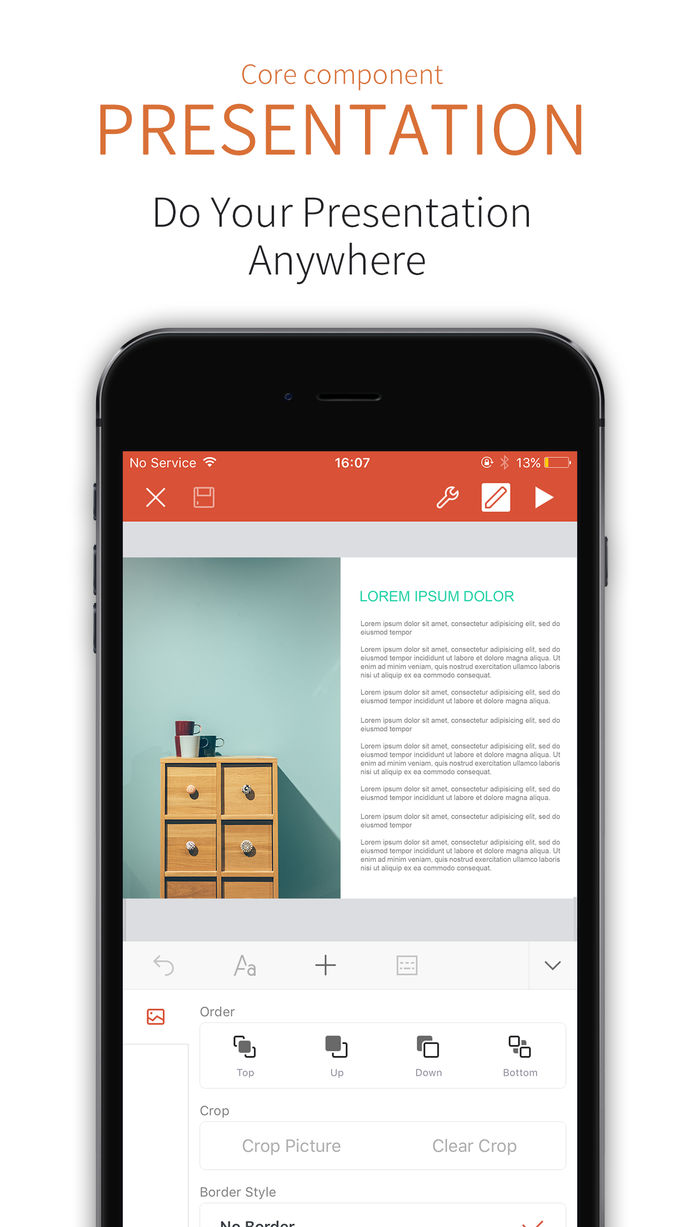 Core component
PRESENTATION
Do Your Presentation
Anywhere
No Service
16:07
13%
LOREM IPSUM DOLOR
Lorem ipsum dolor sit amet, consectetur adipisicing elit, sed do
eiusmod tempor
Lorem ipsum dolor sit amet, consectetur adipisicing elit, sed do
eiusmod tempor incididunt ut labore et dolore magna aliqua. Ut
enim ad minim veniam, quis nostrud exercitation ullamco laboris
nisi ut aliquip ex ea commodo consequat.
Lorem ipsum dolor sit amet, consectetur adipisicing elit, sed do
eiusmod tempor incididunt ut labore et dolore magna aliqua.
Lorem ipsum dolor sit amet, consectetur adipisicing elit, sed do
eiusmod tempor
Lorem ipsum dolor sit amet, consectetur adipisicing elit, sed do
eiusmod tempor incididunt ut labore et dolore magna aliqua. Ut
enim ad minim veniam, quis nostrud exercitation ullamco laboris
nisi ut aliquip ex ea commodo consequat.
Lorem ipsum dolor sit amet, consectetur adipisicing elit, sed do
eiusmod tempor incididunt ut labore et dolore magna aliqua.
Lorem ipsum dolor sit amet, consectetur adipisicing elit, sed do
eiusmod tempor
Lorem ipsum dolor sit amet, consectetur adipisicing elit, sed do
eiusmod tempor incididunt ut labore et dolore magna aliqua. Ut
enim ad minim veniam, quis nostrud exercitation ullamco laboris
nisi ut aliquip ex ea commodo consequat.
Aa
Order
Top
Up
Down
Bottom
Crop
Crop Picture
Clear Crop
Border Style
No Border